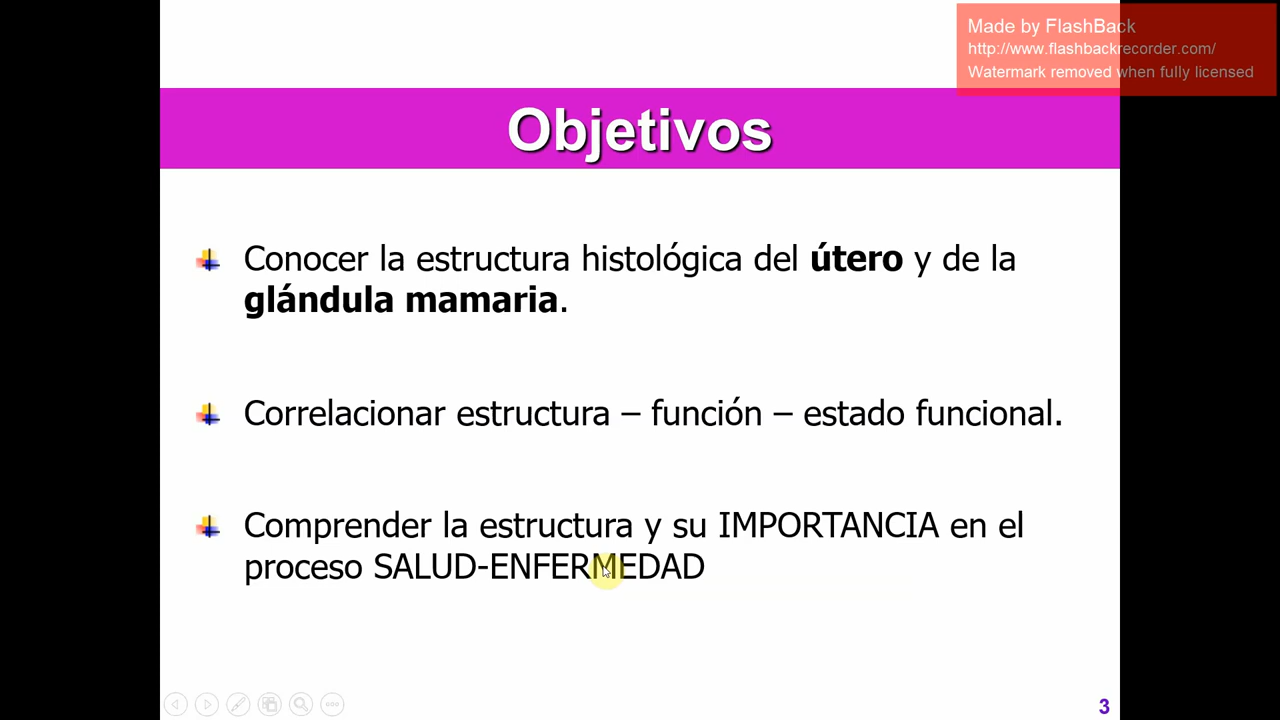 Made by FlashBack
http://www.flashbackrecorder.com/
Watermark removed when fully licensed
Objetivos
Conocer la estructura histológica del útero y de la
glándula mamaria.
Correlacionar estructura – función – estado funcional.
Comprender la estructura y su IMPORTANCIA en el
proceso SALUD-ENFERMEDAD
3